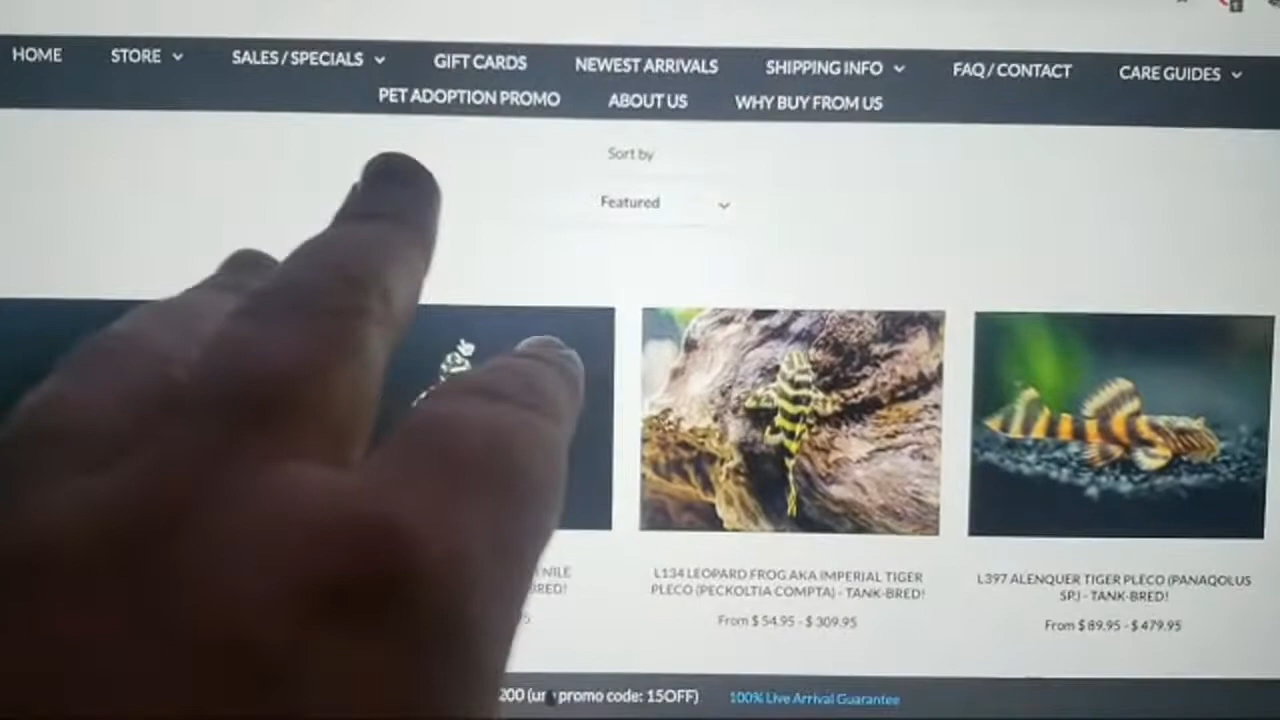 HOME STORE SALES / SPECIALS GIFT CARDS NEWEST ARRIVALS SHIPPING INFO FAQ / CONTACT CARE GUIDES
PET ADOPTION PROMO ABOUT US WHY BUY FROM US
Sort by
Featured
NILE
L134 LEOPARD FROG AKA IMPERIAL TIGER
PLECO (PECKOLTIA COMPTA) - TANK-BRED!
From $ 54.95 - $ 309.95
L397 ALENQUER TIGER PLECO (PANAQOLUS
SP.) - TANK-BRED!
From $ 89.95 - $ 479.95
200 promo code: 15OFF) 100% Live Arrival Guarantee